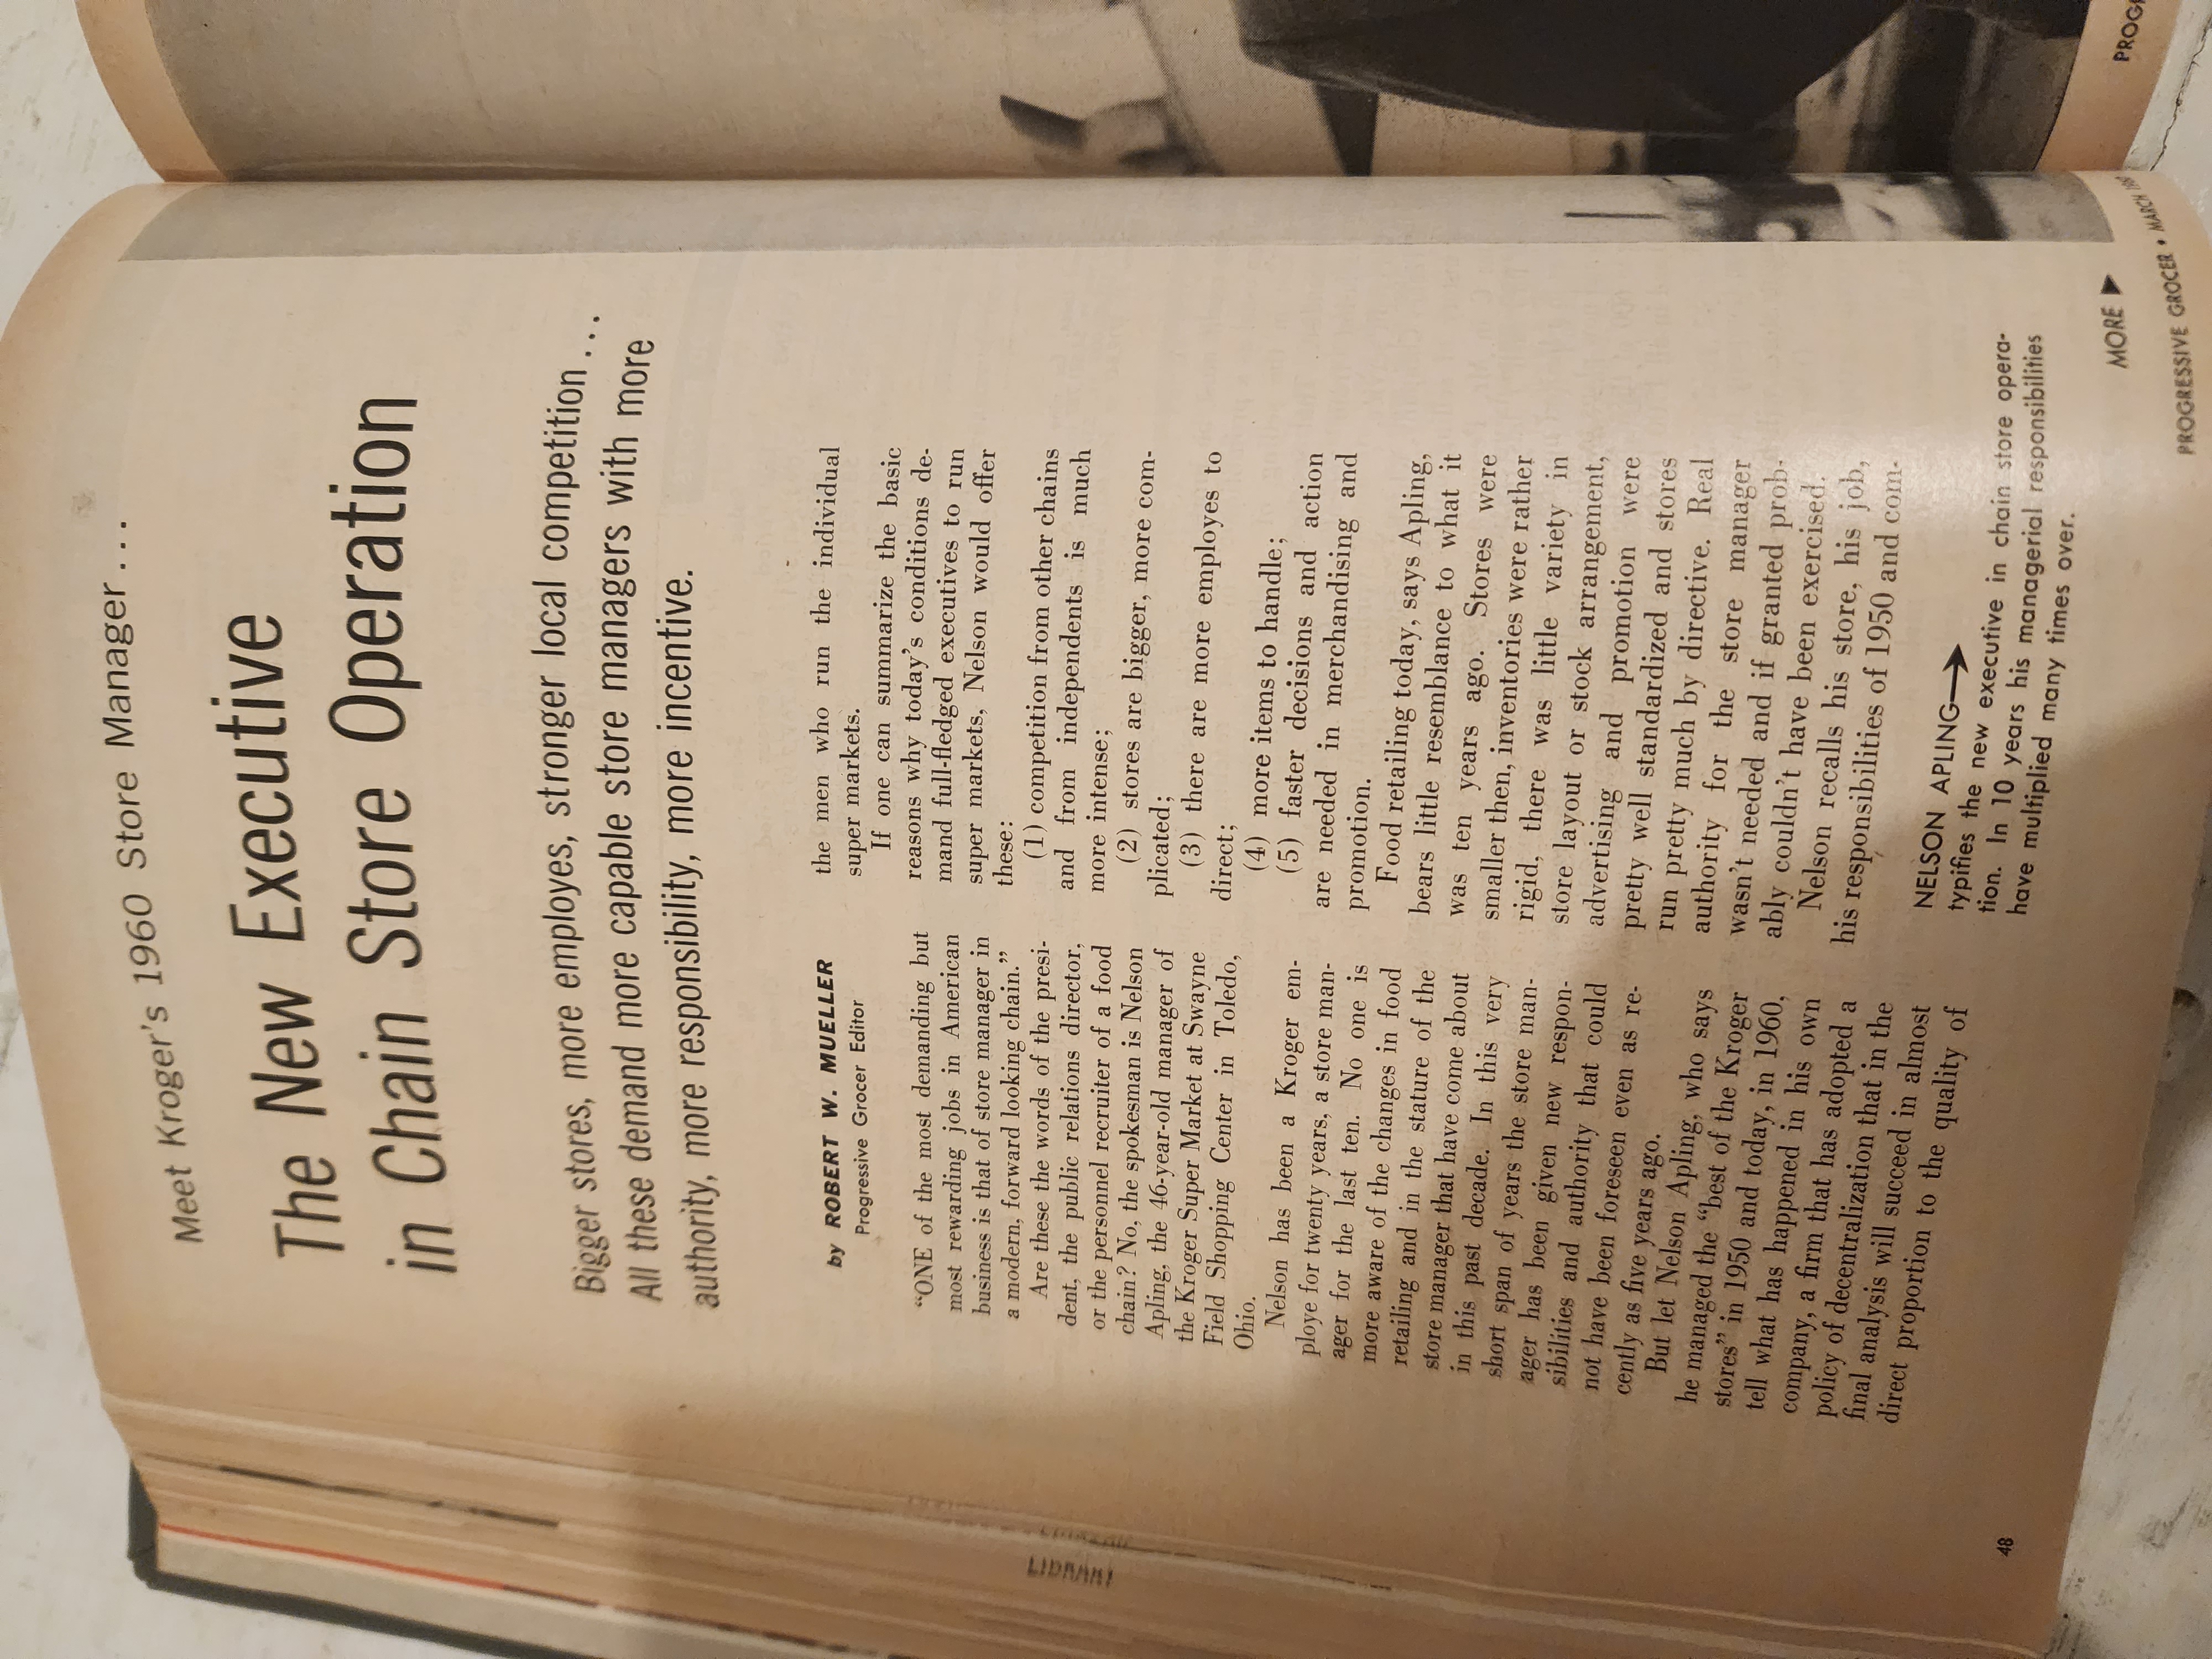 Meet Kroger's 1960 Store Manager...
The New Executive
in Chain Store Operation
Bigger stores, more employes, stronger local competition...
All these demand more capable store managers with more
authority, more responsibility, more incentive.
by ROBERT W. MUELLER
Progressive Grocer Editor
"ONE of the most demanding but
most rewarding jobs in American
business is that of store manager in
a modern, forward looking chain."
Are these the words of the presi-
dent, the public relations director,
or the personnel recruiter of a food
chain? No, the spokesman is Nelson
Apling, the 46-year-old manager of
the Kroger Super Market at Swayne
Field Shopping Center in Toledo,
Ohio.
Nelson has been a Kroger em-
ploye for twenty years, a store man-
ager for the last ten. No one is
more aware of the changes in food
retailing and in the stature of the
store manager that have come about
in this past decade. In this very
short span of years the store man-
ager has been given new respon-
sibilities and authority that could
not have been foreseen even as re-
cently as five years ago.
But let Nelson Apling, who says
he managed the "best of the Kroger
stores" in 1950 and today, in 1960,
tell what has happened in his own
company, a firm that has adopted a
policy of decentralization that in the
final analysis will succeed in almost
direct proportion to the quality of
the men who run the individual
super markets.
If one can summarize the basic
reasons why today's conditions de-
mand full-fledged executives to run
super markets, Nelson would offer
these:
(1) competition from other chains
and from independents is much
more intense;
(2) stores are bigger, more com-
plicated;
(3) there are more employes to
direct;
(4) more items to handle;
(5) faster decisions and action
are needed in merchandising and
promotion.
Food retailing today, says Apling,
bears little resemblance to what it
was ten years ago. Stores were
smaller then, inventories were rather
rigid, there was little variety in
store layout or stock arrangement,
advertising and promotion were
pretty well standardized and stores
run pretty much by directive. Real
authority for the store manager
wasn't needed and if granted prob-
ably couldn't have been exercised.
Nelson recalls his store, his job,
his responsibilities of 1950 and com-
NELSON APLING
typifies the new executive in chain store opera-
tion. In 10 years his managerial responsibilities
have multiplied many times over.
MORE
48
PROGRESSIVE GROCER • MARCH
PROG
LIBRARY